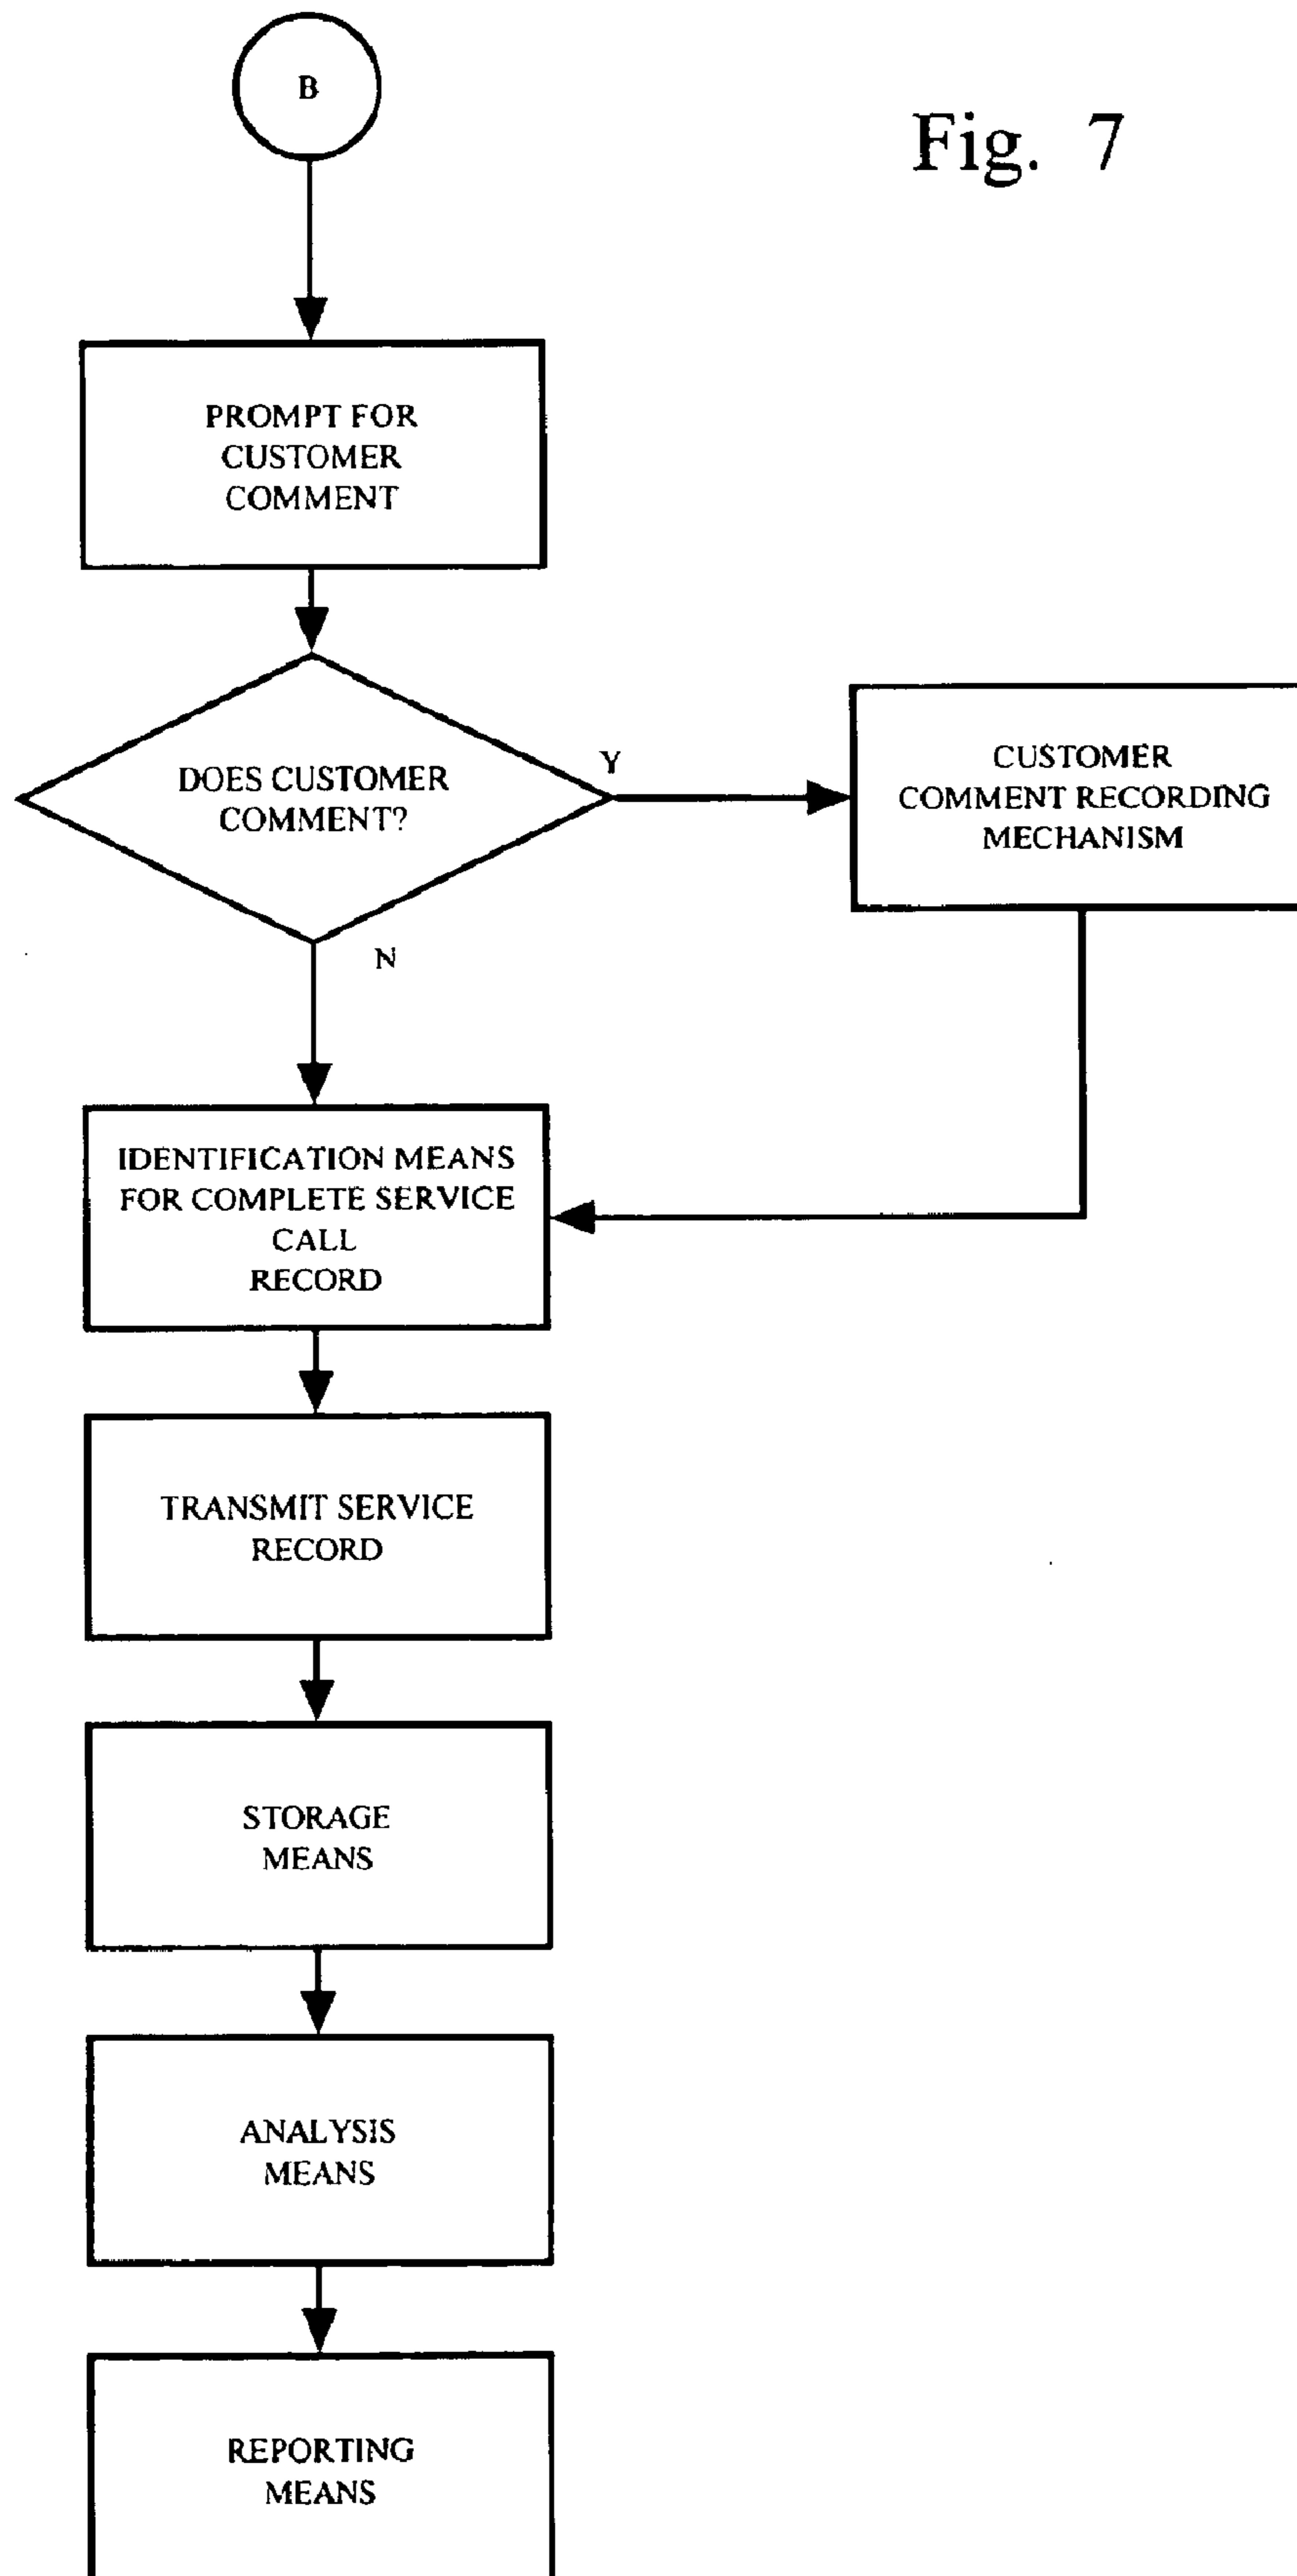 B
Fig. 7
PROMPT FOR
CUSTOMER
COMMENT
DOES CUSTOMER
COMMENT?
Y
CUSTOMER
COMMENT RECORDING
MECHANISM
N
IDENTIFICATION MEANS
FOR COMPLETE SERVICE
CALL
RECORD
TRANSMIT SERVICE
RECORD
STORAGE
MEANS
ANALYSIS
MEANS
REPORTING
MEANS